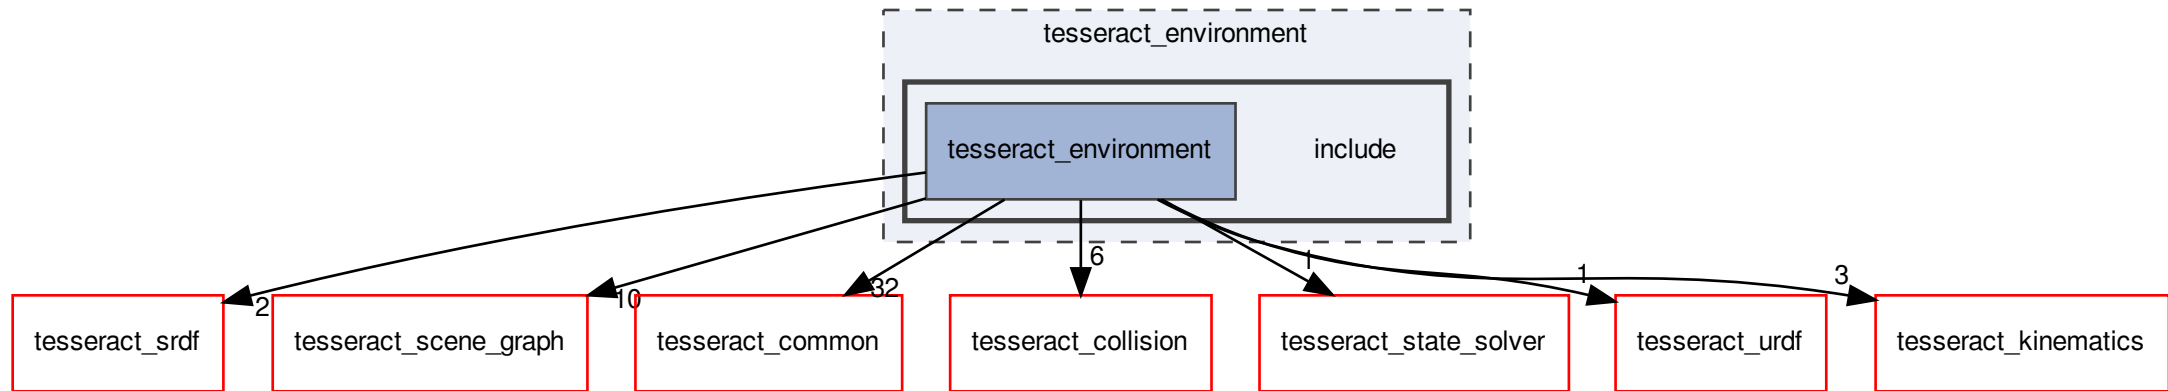 tesseract_environment
tesseract_environment
include
6
1
1
3
2
10
32
tesseract_srdf
tesseract_scene_graph
tesseract_common
tesseract_collision
tesseract_state_solver
tesseract_urdf
tesseract_kinematics